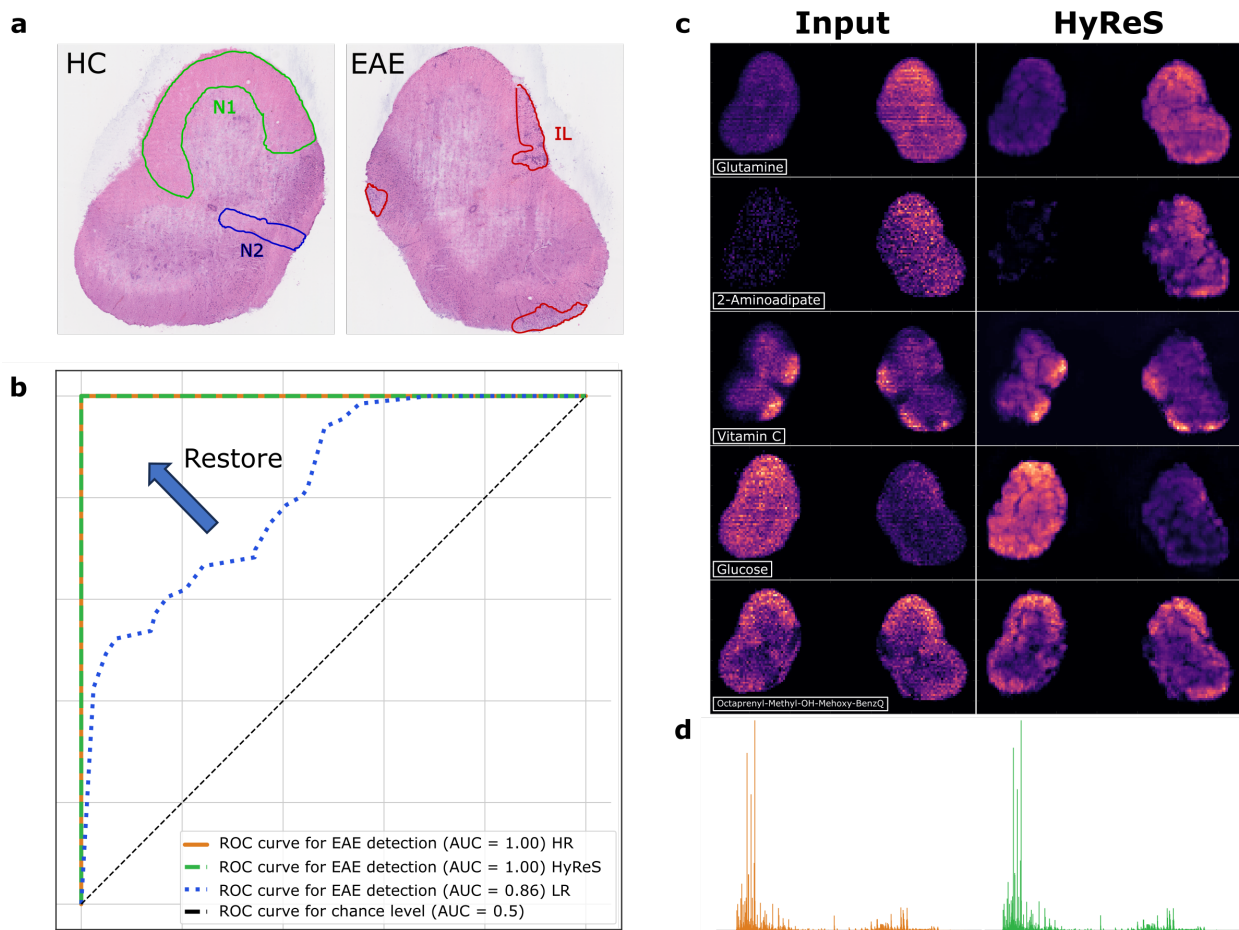 a
HC
N1
N2
EAE
IL
b
Restore
ROC curve for EAE detection (AUC = 1.00) HR
ROC curve for EAE detection (AUC = 1.00) HyReS
ROC curve for EAE detection (AUC = 0.86) LR
ROC curve for chance level (AUC = 0.5)
c
Input HyReS
Glutamine
2-Aminoadipate
Vitamin C
Glucose
Octaprenyl-Methyl-OH-Mehoxy-BenzQ
d